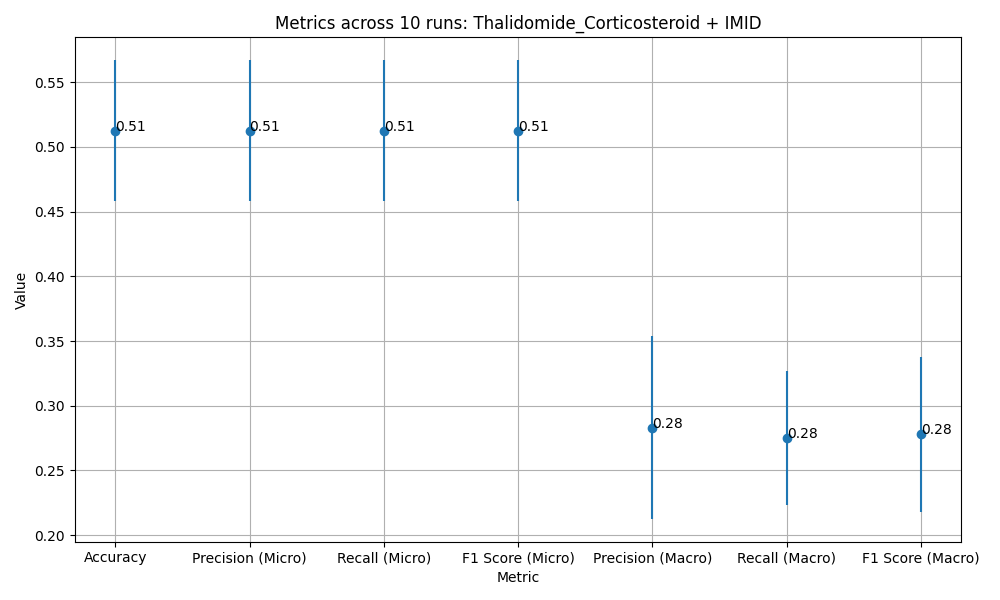 Metrics across 10 runs: Thalidomide_Corticosteroid + IMID
Value
0.55
0.50
0.45
0.40
0.35
0.30
0.25
0.20
0.51
0.51
0.51
0.51
0.28
0.28
0.28
Accuracy
Precision (Micro)
Recall (Micro)
F1 Score (Micro)
Precision (Macro)
Recall (Macro)
F1 Score (Macro)
Metric